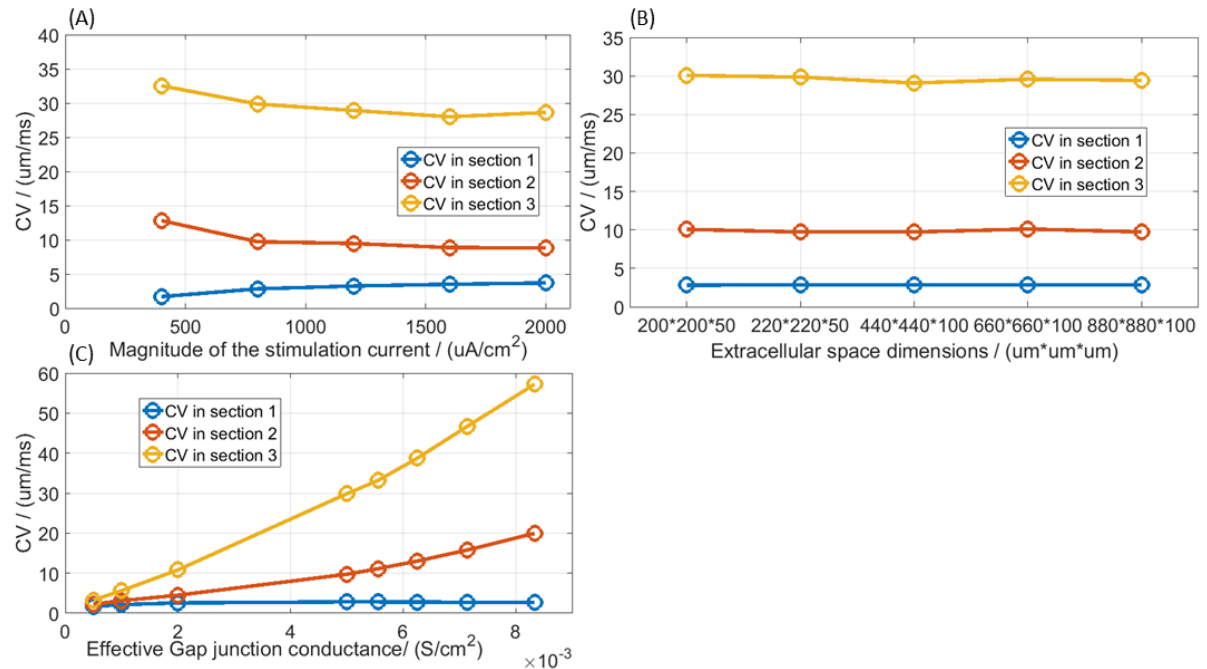 (A)
40
35
30
25
20
15
10
5
0
CV / (um/ms)
CV in section 1
CV in section 2
CV in section 3
0 500 1000 1500 2000
Magnitude of the stimulation current / (uA/cm²)
(B)
35
30
25
20
15
10
5
0
CV / (um/ms)
CV in section 1
CV in section 2
CV in section 3
200*200*50 220*220*50 440*440*100 660*660*100 880*880*100
Extracellular space dimensions / (um*um*um)
(C)
60
50
40
30
20
10
0
CV / (um/ms)
CV in section 1
CV in section 2
CV in section 3
0 2 4 6 8
Effective Gap junction conductance/ (S/cm²)
×10⁻³